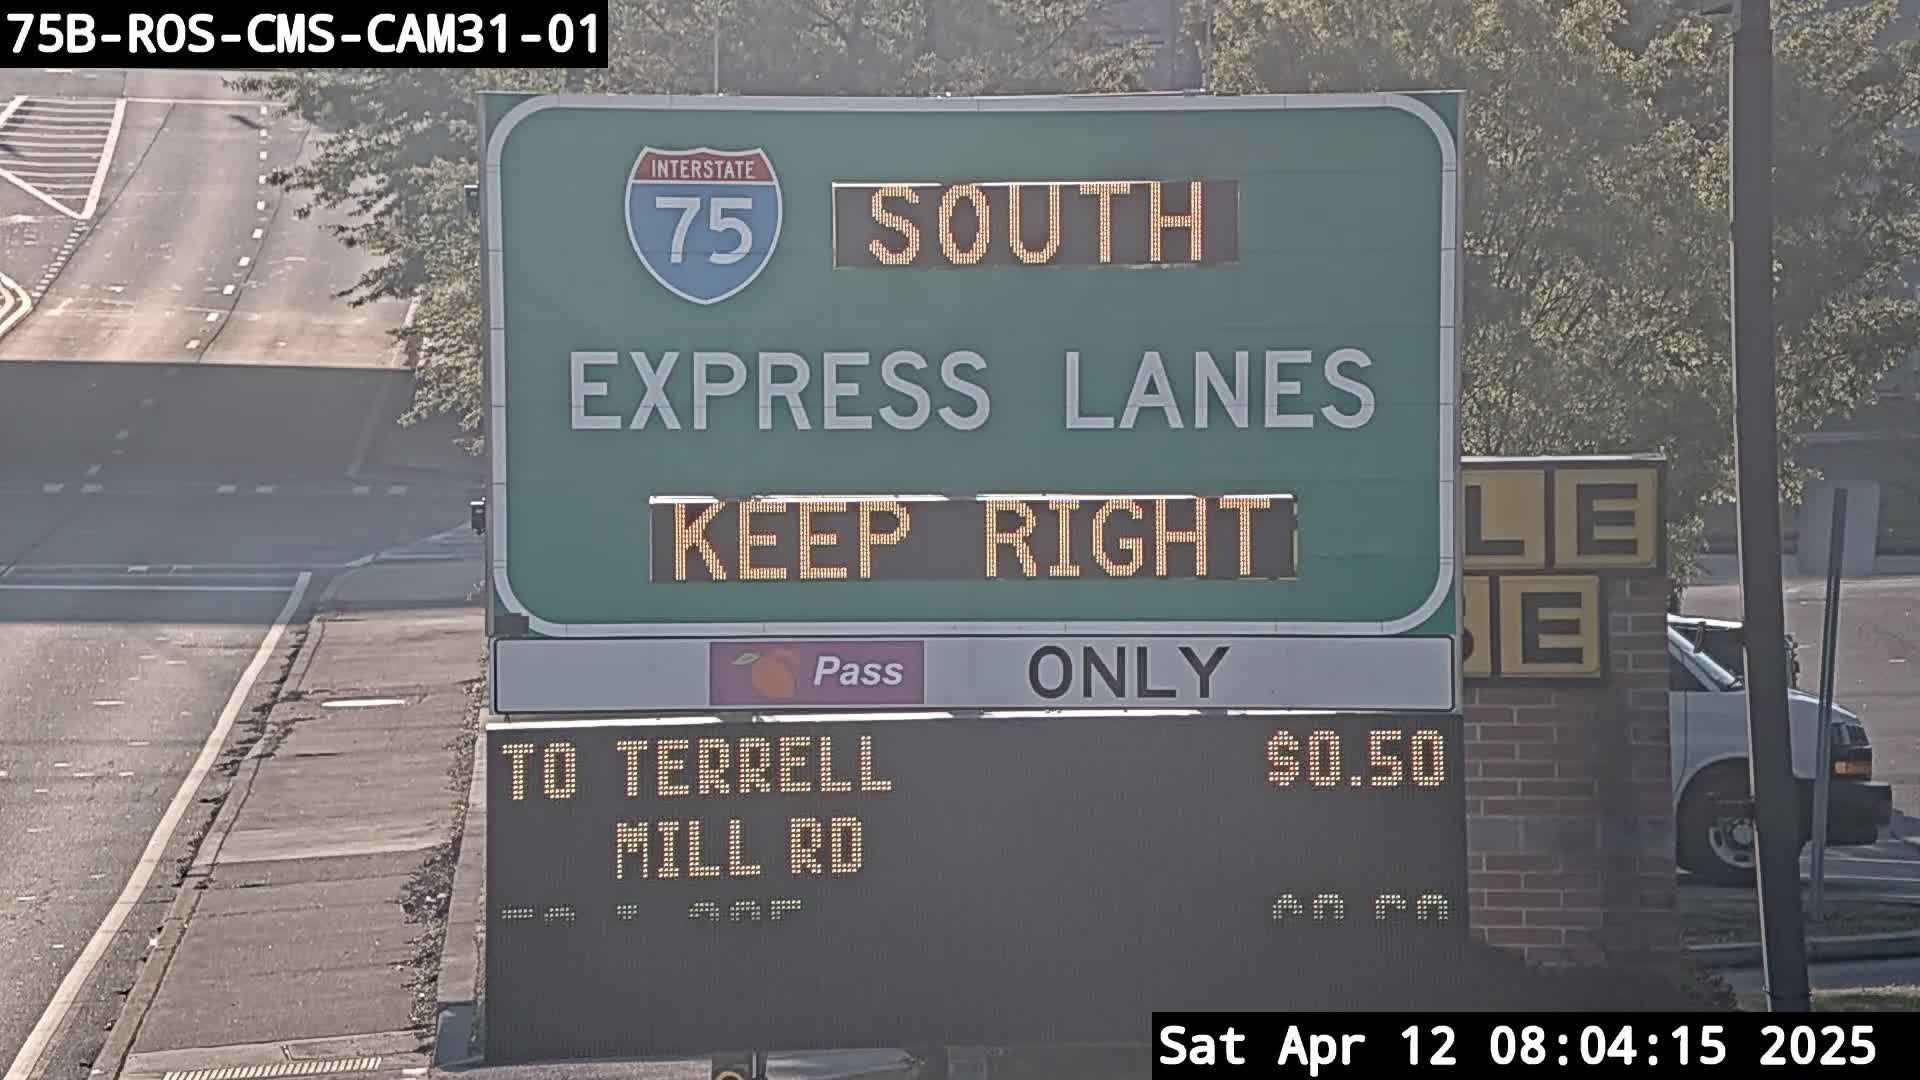 75B-ROS-CMS-CAM31-01
INTERSTATE
75
SOUTH
EXPRESS LANES
KEEP RIGHT
Pass ONLY
TO TERRELL $0.50
MILL RD
LE
E
Sat Apr 12 08:04:15 2025